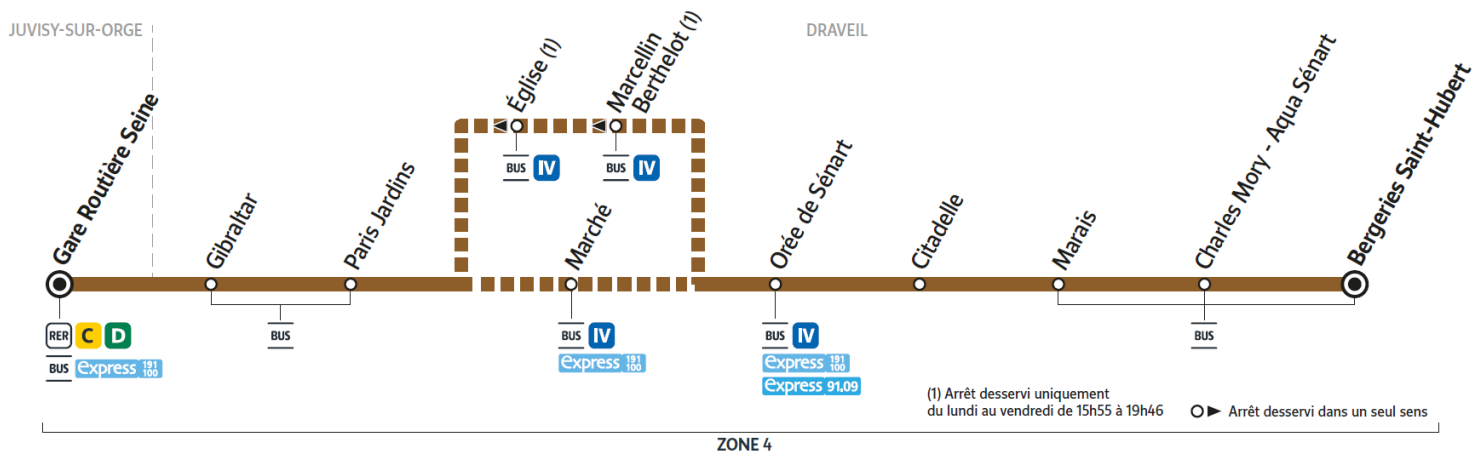 JUVISY-SUR-ORGE
DRAVEIL
Gare Routière Seine
Gibraltar
Paris Jardins
Église (1)
Marcellin
Berthelot (1)
Marché
Orée de Sénart
Citadelle
Marais
Charles Mory - Aqua Sénart
Bergeries Saint-Hubert
BUS IV
BUS IV
RER C D
BUS express 191 100
BUS
BUS IV
express 191 100
BUS IV
express 191 100
express 91.09
BUS
(1) Arrêt desservi uniquement
du lundi au vendredi de 15h55 à 19h46
Arrêt desservi dans un seul sens
ZONE 4